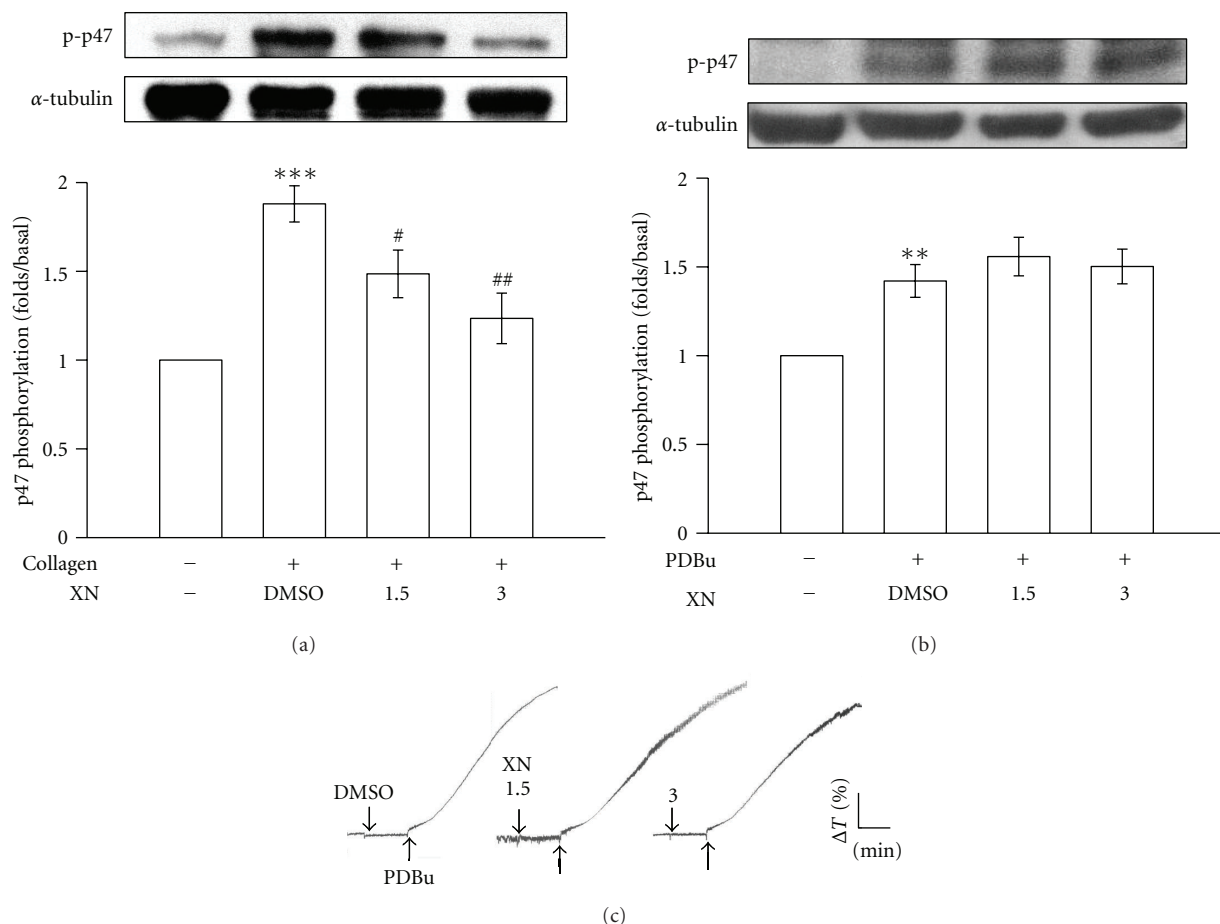 p-p47
α-tubulin
2
1.5
1
0.5
0
p47 phosphorylation (folds/basal)
***
#
##
Collagen − + + +
XN − DMSO 1.5 3
(a)
p-p47
α-tubulin
2
1.5
1
0.5
0
p47 phosphorylation (folds/basal)
**
PDBu − + + +
XN − DMSO 1.5 3
(b)
DMSO
PDBu
XN
1.5
3
ΔT (%)
(min)
(c)